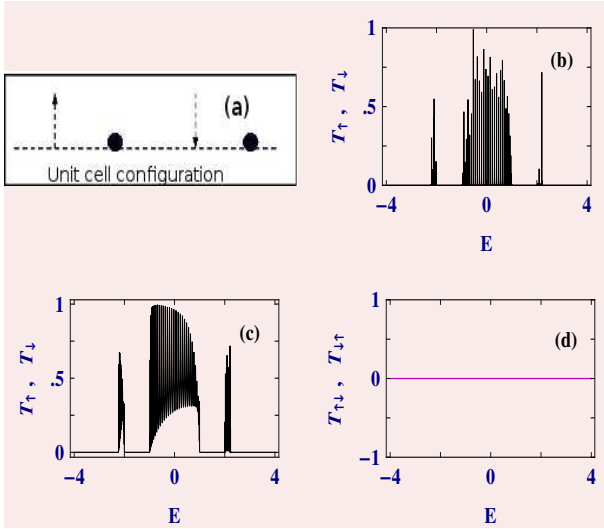 (a)
Unit cell configuration
T↑ , T↓
1
.5
0
(b)
−4 0 4
E
T↑ , T↓
1
.5
0
(c)
−4 0 4
E
T↑↓ , T↓↑
1
0
−1
(d)
−4 0 4
E